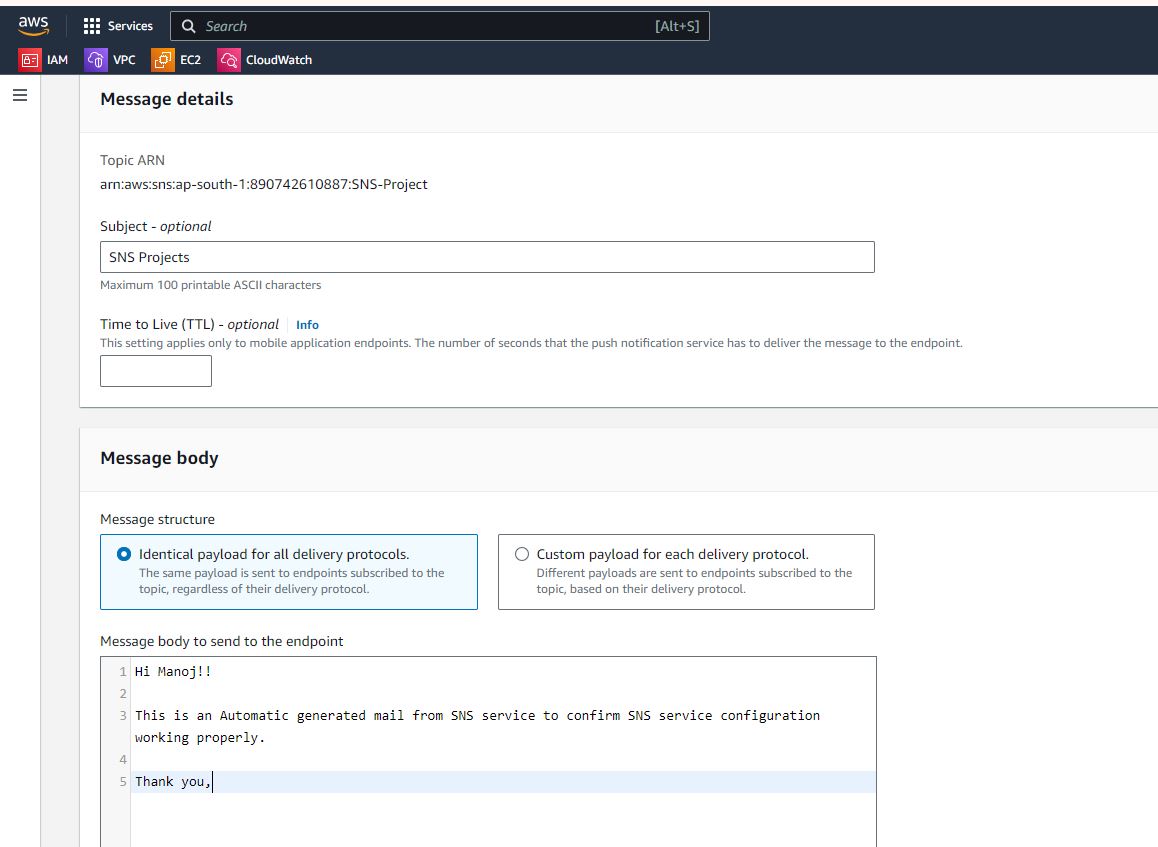 aws
Services
Search
[Alt+S]
IAM
VPC
EC2
CloudWatch
Message details
Topic ARN
arn:aws:sns:ap-south-1:890742610887:SNS-Project
Subject - optional
SNS Projects
Maximum 100 printable ASCII characters
Time to Live (TTL) - optional
Info
This setting applies only to mobile application endpoints. The number of seconds that the push notification service has to deliver the message to the endpoint.
Message body
Message structure
Identical payload for all delivery protocols.
The same payload is sent to endpoints subscribed to the
topic, regardless of their delivery protocol.
Custom payload for each delivery protocol.
Different payloads are sent to endpoints subscribed to the
topic, based on their delivery protocol.
Message body to send to the endpoint
1 Hi Manoj!!
2
3 This is an Automatic generated mail from SNS service to confirm SNS service configuration
working properly.
4
5 Thank you,